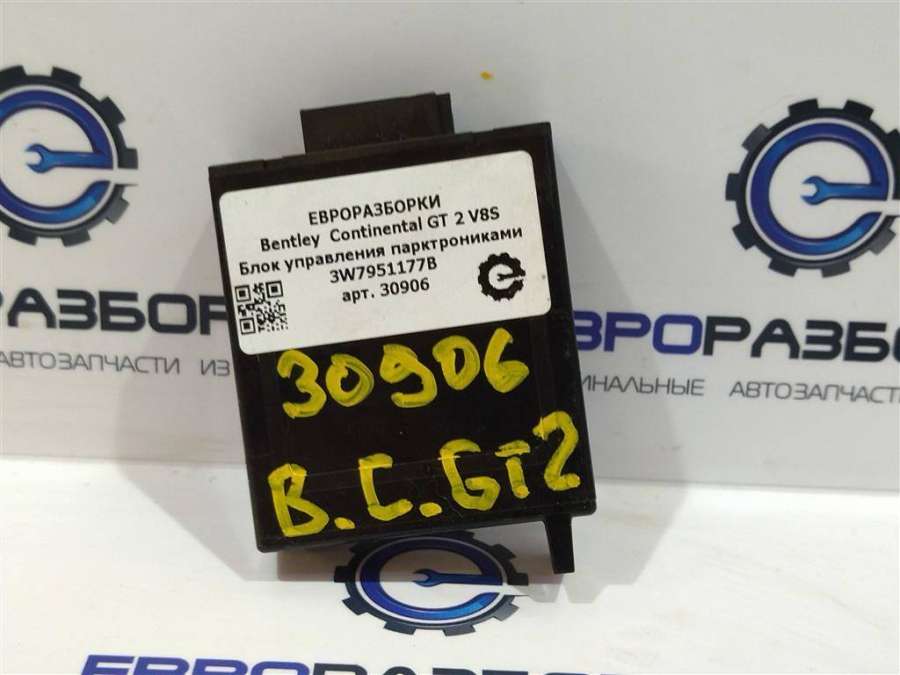 ЕВРОРАЗБОРКИ
Bentley Continental GT 2 V8S
Блок управления парктрониками
3W7951177B
арт. 30906
30906
B.C.GT2
РАЗБОР
АВТОЗАПЧАСТИ ИЗ
ЕВРОРАЗБО
АВТОЗАПЧАСТ
ЕВРОРАЗБО